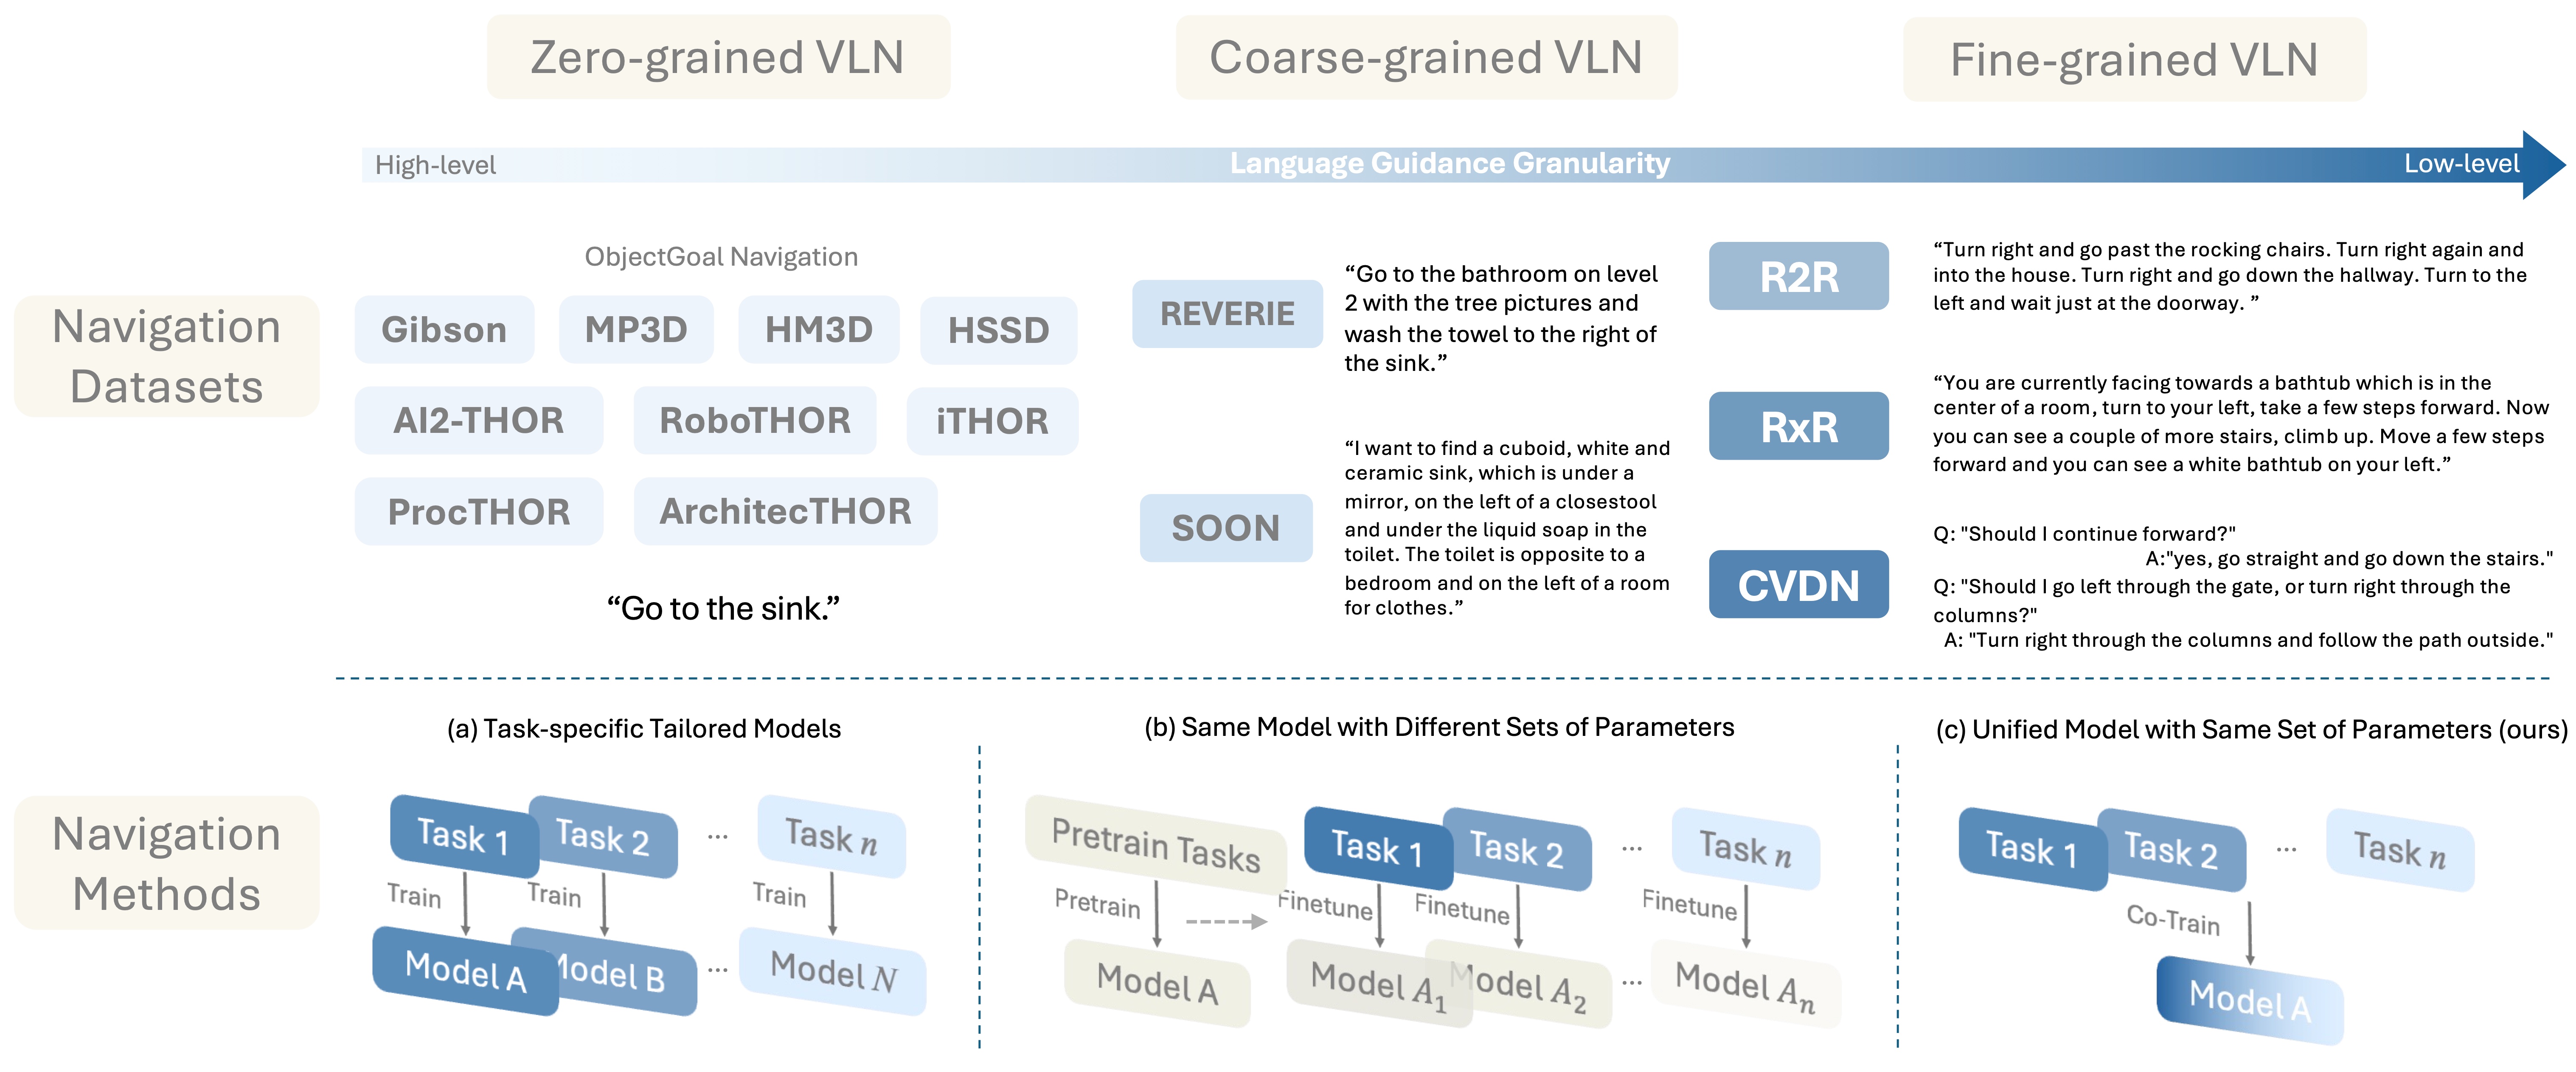 Zero-grained VLN
Coarse-grained VLN
Fine-grained VLN
High-level
Language Guidance Granularity
Low-level
Navigation
Datasets
ObjectGoal Navigation
Gibson
MP3D
HM3D
HSSD
AI2-THOR
RoboTHOR
iTHOR
ProcTHOR
ArchitecTHOR
“Go to the sink.”
REVERIE
“Go to the bathroom on level
2 with the tree pictures and
wash the towel to the right of
the sink.”
SOON
“I want to find a cuboid, white and
ceramic sink, which is under a
mirror, on the left of a closestool
and under the liquid soap in the
toilet. The toilet is opposite to a
bedroom and on the left of a room
for clothes.”
R2R
“Turn right and go past the rocking chairs. Turn right again and
into the house. Turn right and go down the hallway. Turn to the
left and wait just at the doorway. ”
RxR
“You are currently facing towards a bathtub which is in the
center of a room, turn to your left, take a few steps forward. Now
you can see a couple of more stairs, climb up. Move a few steps
forward and you can see a white bathtub on your left.”
CVDN
Q: "Should I continue forward?"
A:"yes, go straight and go down the stairs."
Q: "Should I go left through the gate, or turn right through the
columns?"
A: "Turn right through the columns and follow the path outside."
Navigation
Methods
(a) Task-specific Tailored Models
Task 1
Task 2
...
Task n
Train
Train
Train
Model A
Model B
...
Model N
(b) Same Model with Different Sets of Parameters
Pretrain Tasks
Task 1
Task 2
...
Task n
Pretrain
Finetune
Finetune
Finetune
Model A
Model A₁
Model A₂
...
Model Aₙ
(c) Unified Model with Same Set of Parameters (ours)
Task 1
Task 2
...
Task n
Co-Train
Model A